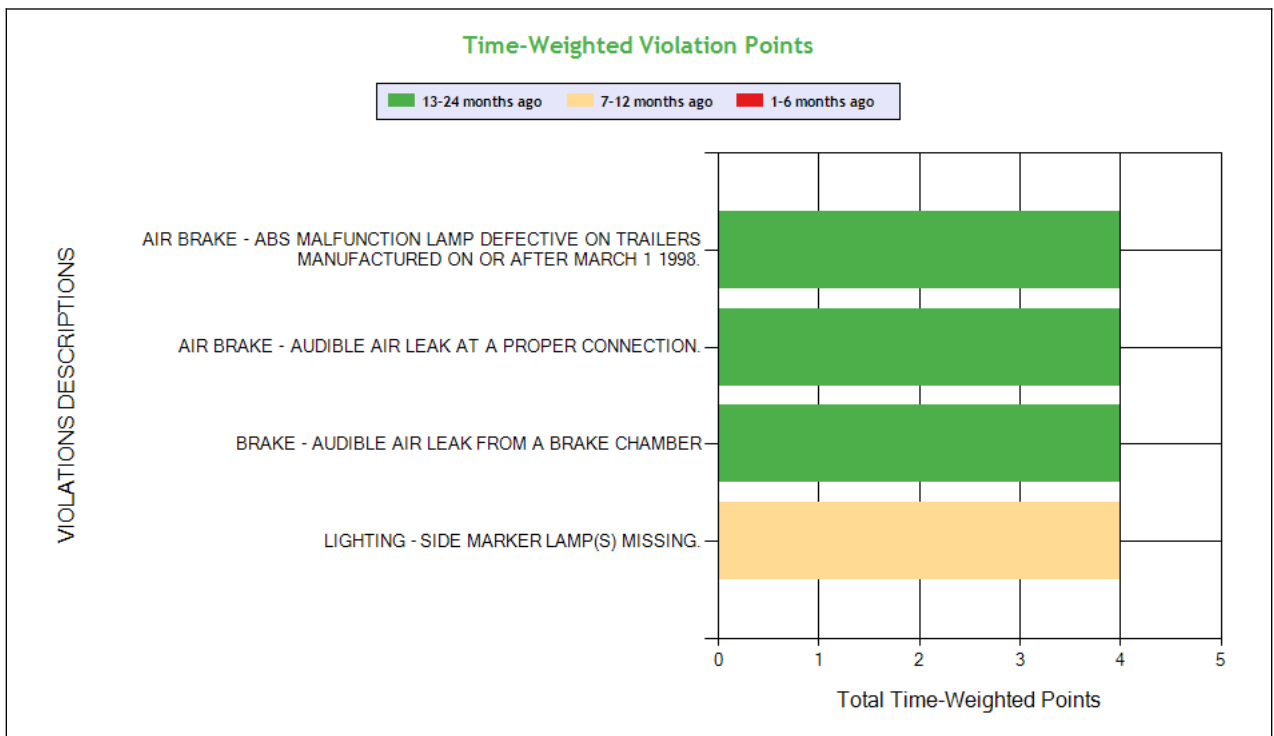 Time-Weighted Violation Points
13-24 months ago 7-12 months ago 1-6 months ago
VIOLATIONS DESCRIPTIONS
AIR BRAKE - ABS MALFUNCTION LAMP DEFECTIVE ON TRAILERS
MANUFACTURED ON OR AFTER MARCH 1 1998.
AIR BRAKE - AUDIBLE AIR LEAK AT A PROPER CONNECTION.
BRAKE - AUDIBLE AIR LEAK FROM A BRAKE CHAMBER
LIGHTING - SIDE MARKER LAMP(S) MISSING.
0 1 2 3 4 5
Total Time-Weighted Points